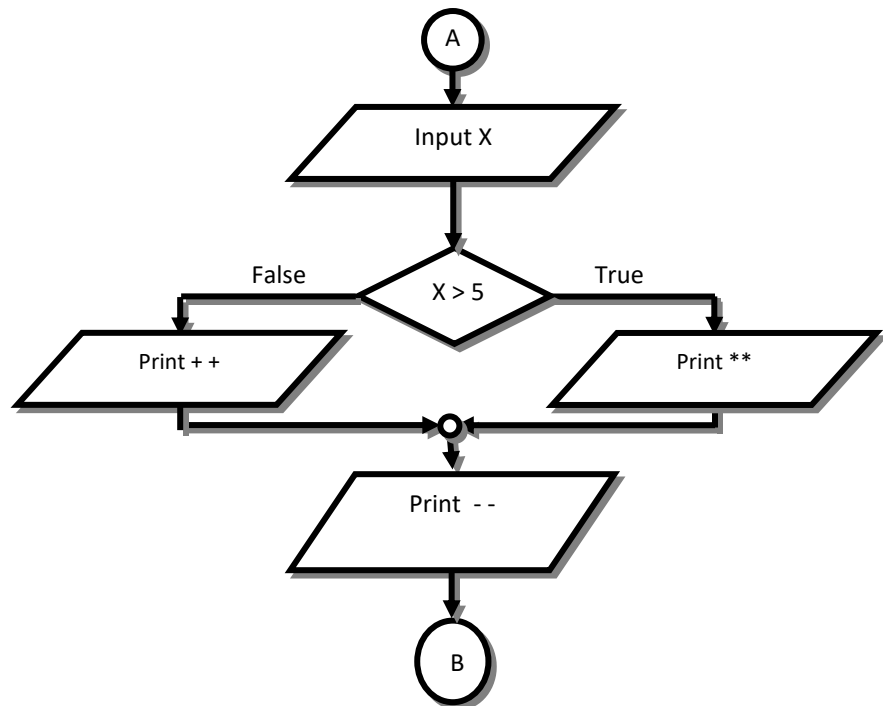 A
Input X
False
X > 5
True
Print + +
Print **
Print - -
B